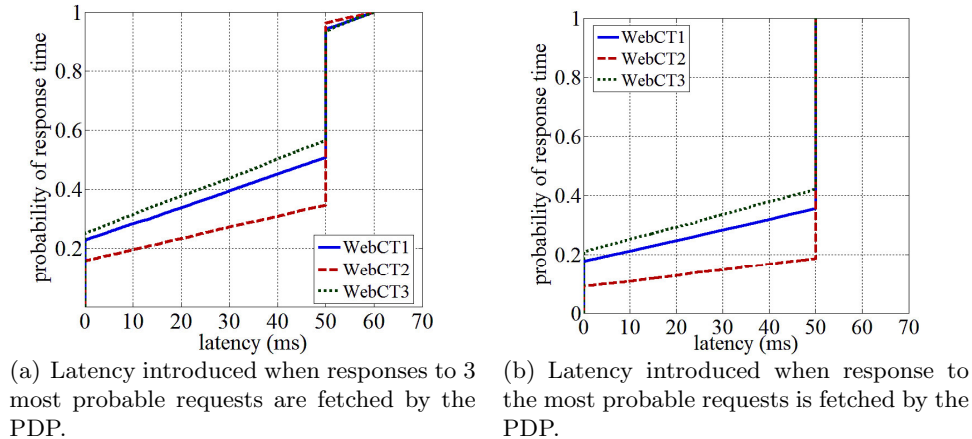 probability of response time
1
0.8
0.6
0.4
0.2
0 10 20 30 40 50 60 70
latency (ms)
WebCT1
WebCT2
WebCT3
(a) Latency introduced when responses to 3
most probable requests are fetched by the
PDP.
probability of response time
1
0.8
0.6
0.4
0.2
0
0 10 20 30 40 50 60 70
latency (ms)
WebCT1
WebCT2
WebCT3
(b) Latency introduced when response to
the most probable requests is fetched by the
PDP.